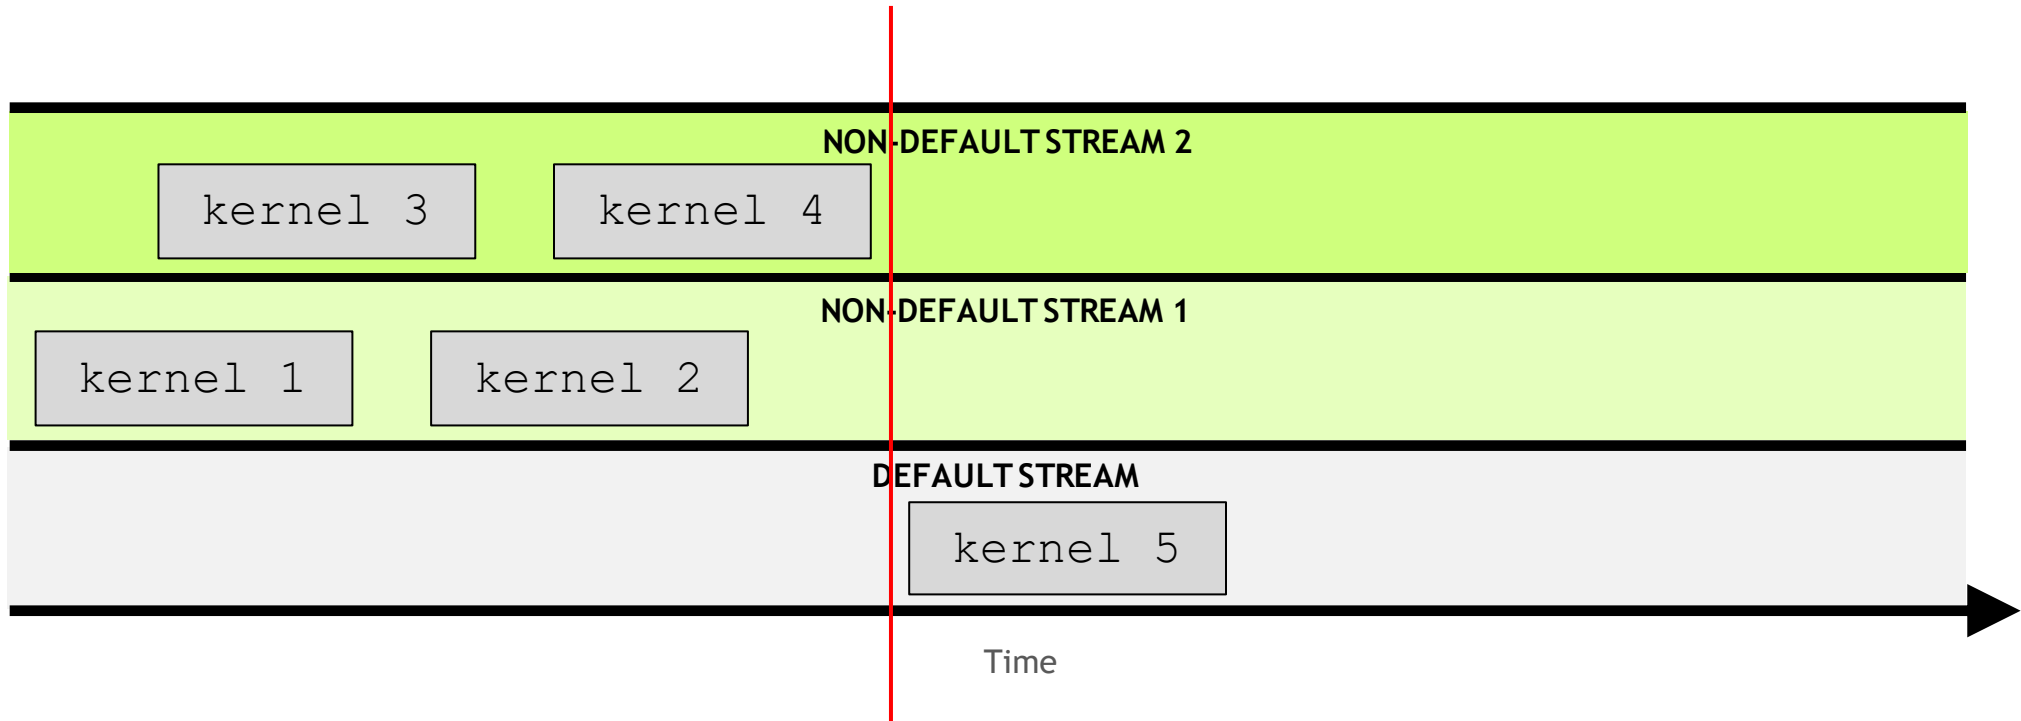 NON-DEFAULT STREAM 2
kernel 3
kernel 4
NON-DEFAULT STREAM 1
kernel 1
kernel 2
DEFAULT STREAM
kernel 5
Time